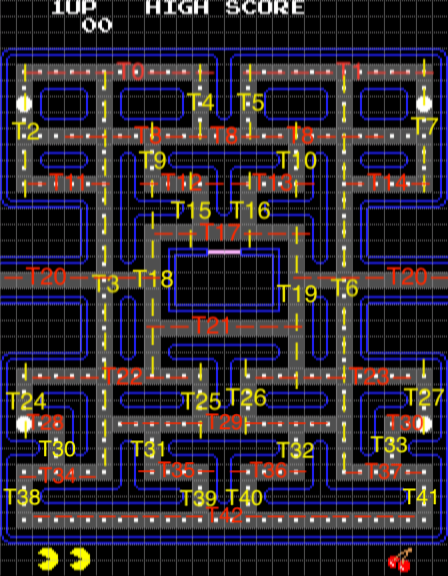 1UP HIGH SCORE
00
T0 T1
T4 T5
T2 T8 T8 T8 T7
T9 T10
T11 T12 T13 T14
T15 T16
T17
T20 T3 T18 T19 T6 T20
T21
T22 T23
T24 T25 T26 T27
T28 T29 T30
T30 T31 T32 T33
T34 T35 T36 T37
T38 T39 T40 T41
T42